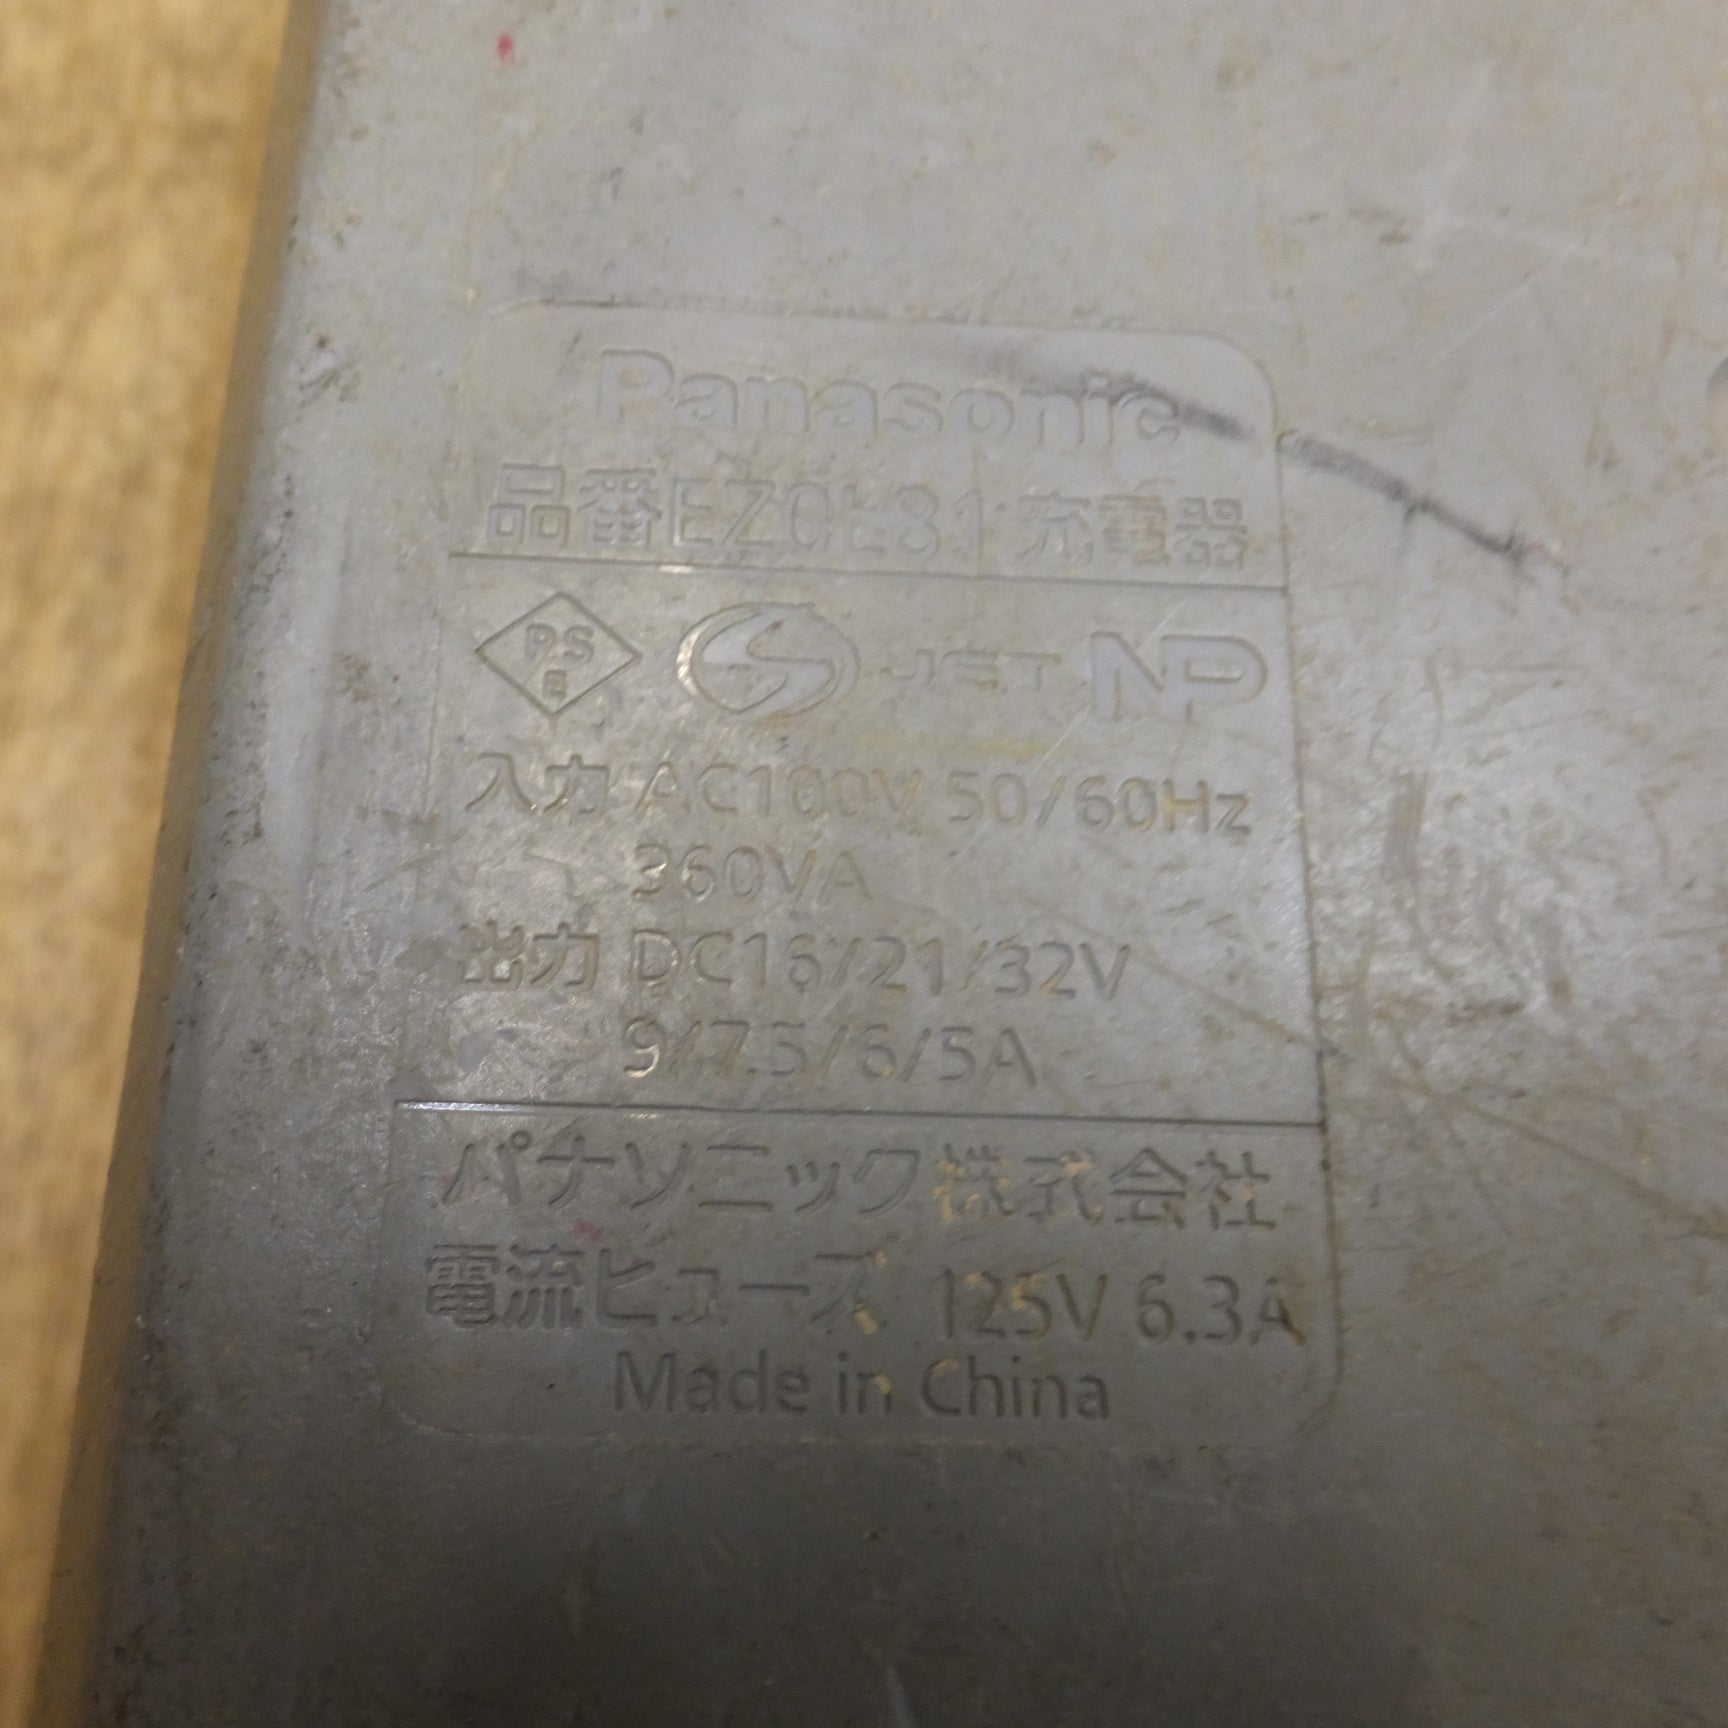 Panasonic
品番EZ0L81 充電器
PS E S JET NP
入力 AC100V 50/60Hz
360VA
出力 DC16/21/32V
9/7.5/6/5A
パナソニック株式会社
電流ヒューズ 125V 6.3A
Made in China